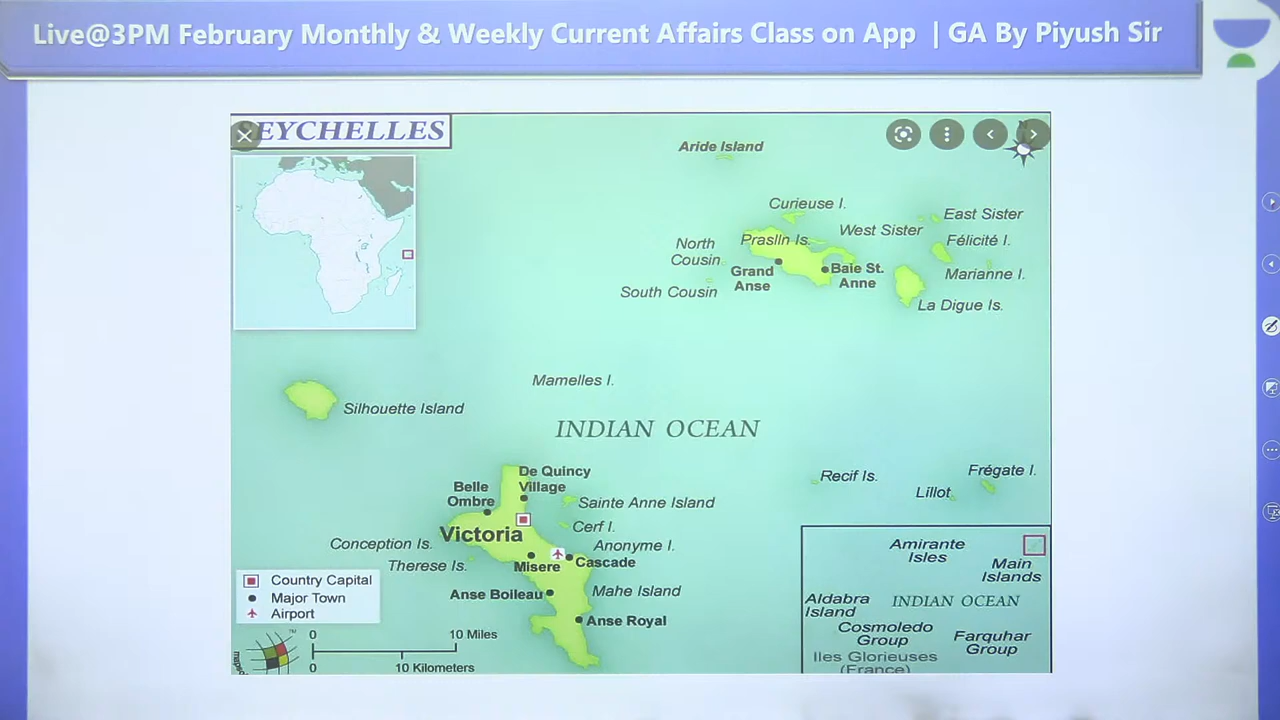 Live@3PM February Monthly & Weekly Current Affairs Class on App | GA By Piyush Sir
EYCHELLES
N
Aride Island
Curieuse I.
East Sister
West Sister
Praslin Is.
Félicité I.
North
Cousin
Grand
Anse
Baie St.
Anne
Marianne I.
South Cousin
La Digue Is.
Mamelles I.
Silhouette Island
INDIAN OCEAN
De Quincy
Village
Belle
Ombre
Recif Is.
Frégate I.
Lillot
Sainte Anne Island
Victoria
Cerf I.
Conception Is.
Anonyme I.
Therese Is.
Misere
Cascade
Anse Boileau
Mahe Island
Anse Royal
Country Capital
Major Town
Airport
0
10 Miles
0
10 Kilometers
TM
Amirante
Isles
Main
Islands
Aldabra
Island
INDIAN OCEAN
Cosmoledo
Group
Farquhar
Group
Iles Glorieuses
(France)